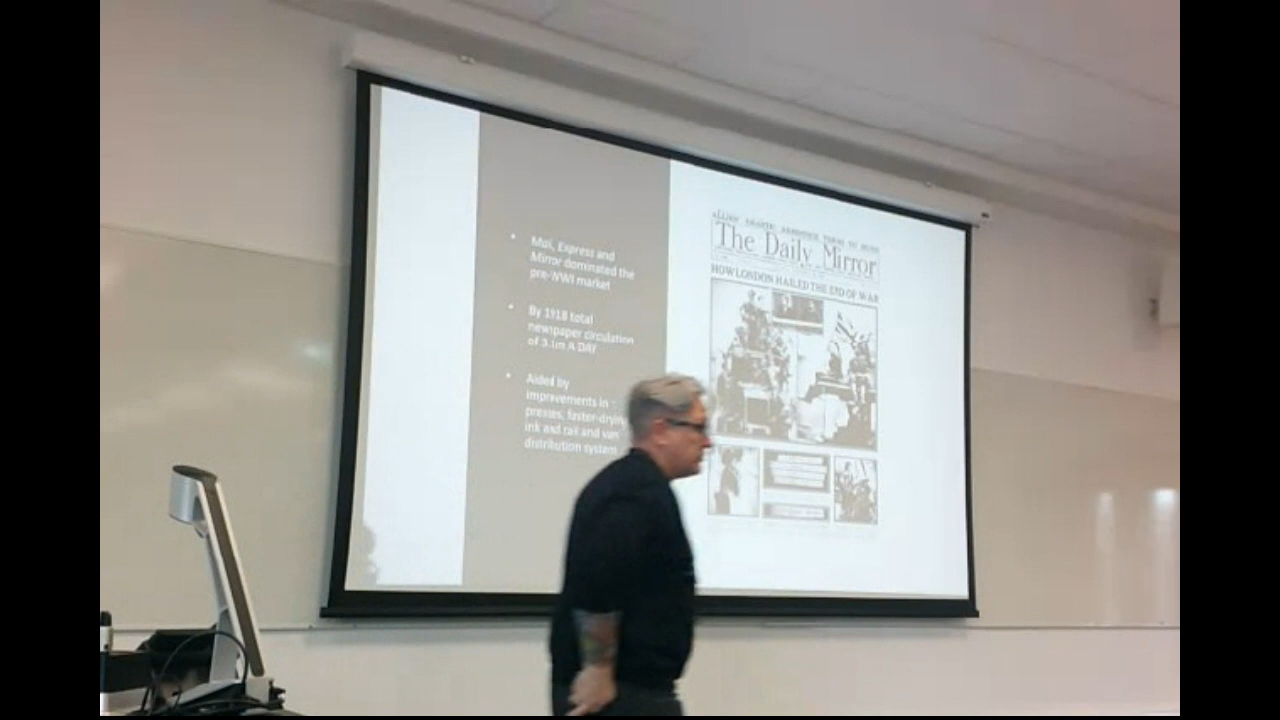 Mail, Express and
Mirror dominated the
pre-WWI market
By 1918 total
newspaper circulation
of 3.1m A DAY
Aided by
improvements in
presses, faster-drying
ink and rail and van
distribution system
The Daily Mirror
HOW LONDON HAILED THE END OF WAR